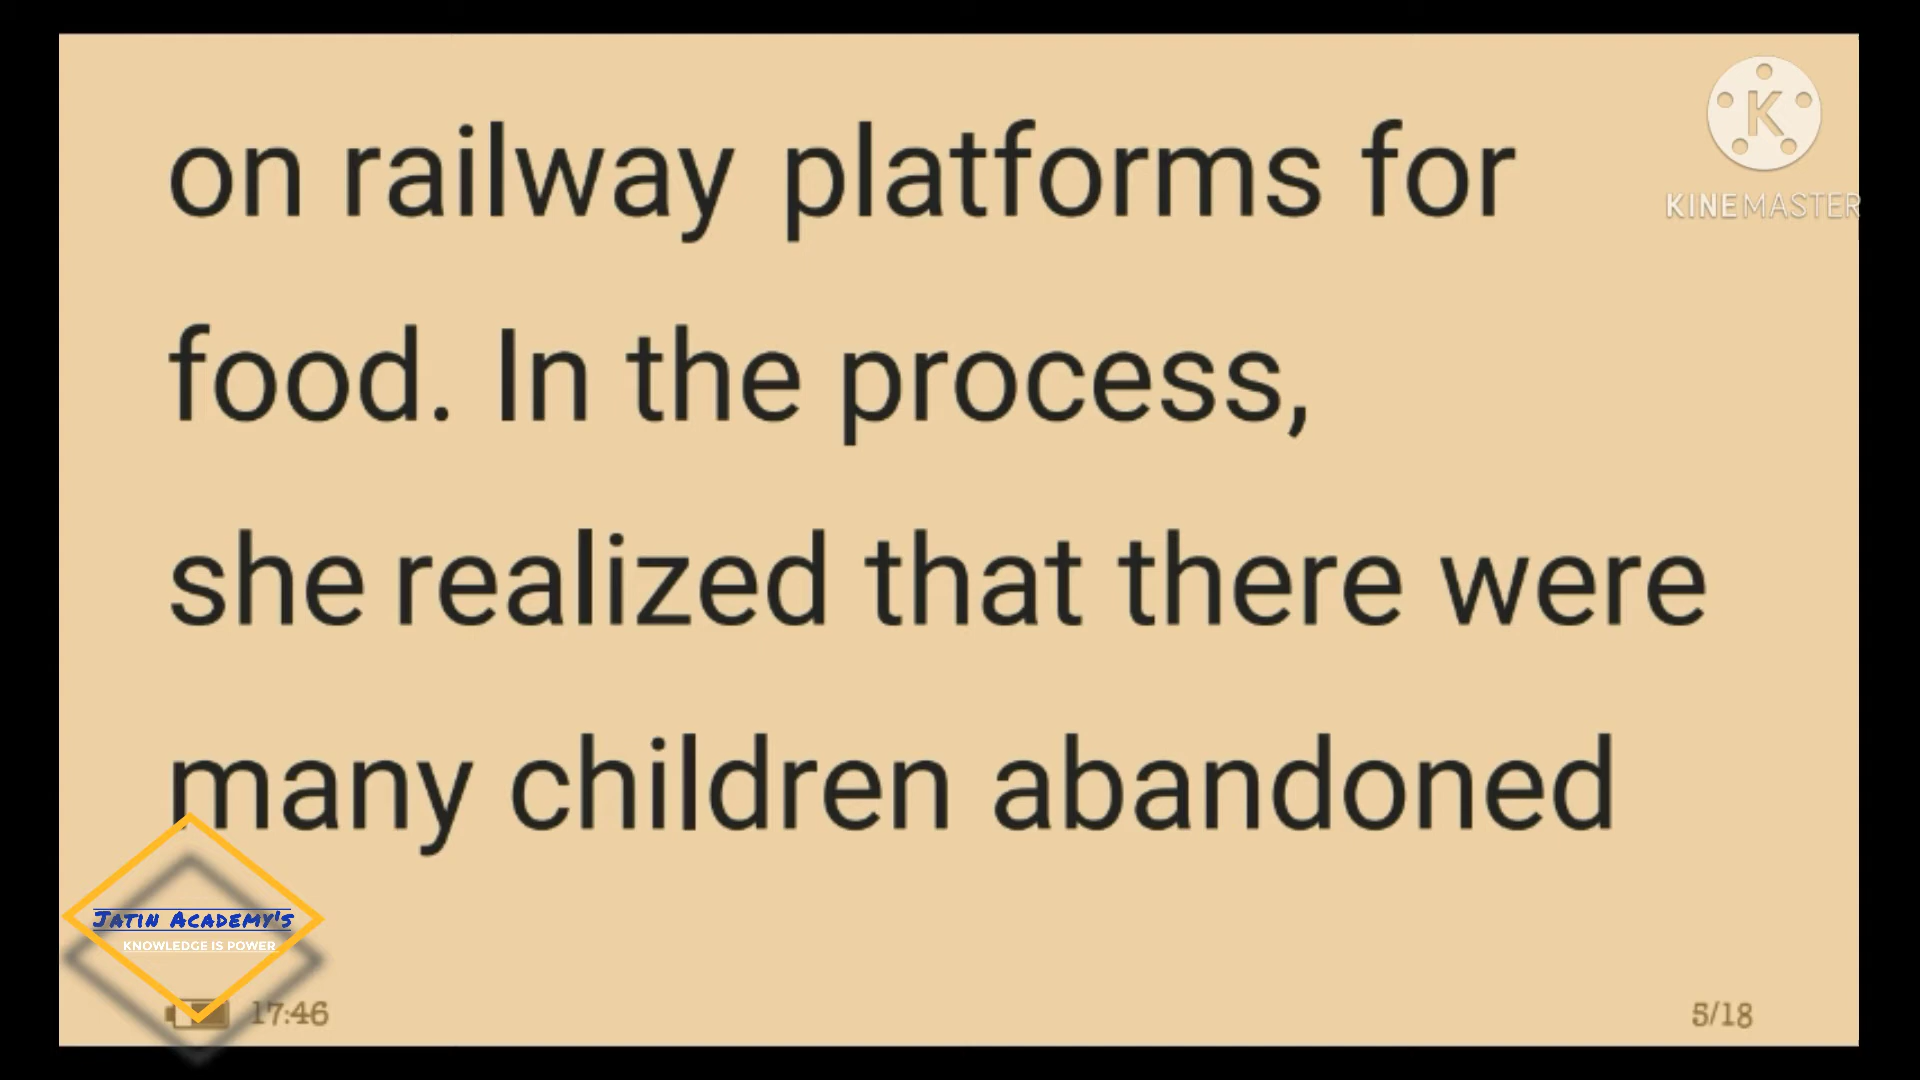 on railway platforms for
food. In the process,
she realized that there were
many children abandoned
K
KINEMASTER
JATIN ACADEMY'S
KNOWLEDGE IS POWER
17:46
5/18